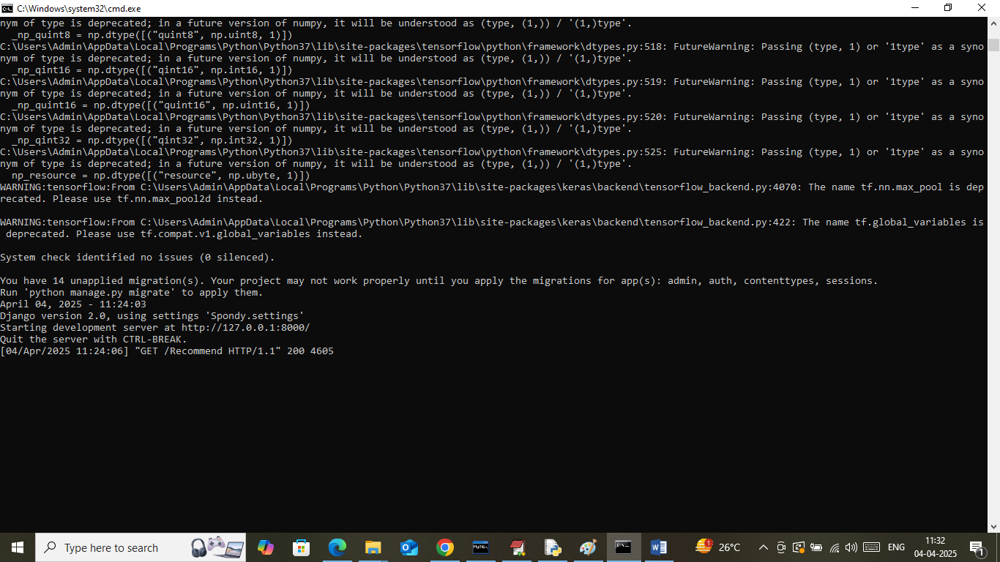 C:\Windows\system32\cmd.exe
nym of type is deprecated; in a future version of numpy, it will be understood as (type, (1,)) / '(1,)type'.
  _np_quint8 = np.dtype([("quint8", np.uint8, 1)])
C:\Users\Admin\AppData\Local\Programs\Python\Python37\lib\site-packages\tensorflow\python\framework\dtypes.py:518: FutureWarning: Passing (type, 1) or '1type' as a syno
nym of type is deprecated; in a future version of numpy, it will be understood as (type, (1,)) / '(1,)type'.
  _np_qint16 = np.dtype([("qint16", np.int16, 1)])
C:\Users\Admin\AppData\Local\Programs\Python\Python37\lib\site-packages\tensorflow\python\framework\dtypes.py:519: FutureWarning: Passing (type, 1) or '1type' as a syno
nym of type is deprecated; in a future version of numpy, it will be understood as (type, (1,)) / '(1,)type'.
  _np_quint16 = np.dtype([("quint16", np.uint16, 1)])
C:\Users\Admin\AppData\Local\Programs\Python\Python37\lib\site-packages\tensorflow\python\framework\dtypes.py:520: FutureWarning: Passing (type, 1) or '1type' as a syno
nym of type is deprecated; in a future version of numpy, it will be understood as (type, (1,)) / '(1,)type'.
  _np_qint32 = np.dtype([("qint32", np.int32, 1)])
C:\Users\Admin\AppData\Local\Programs\Python\Python37\lib\site-packages\tensorflow\python\framework\dtypes.py:525: FutureWarning: Passing (type, 1) or '1type' as a syno
nym of type is deprecated; in a future version of numpy, it will be understood as (type, (1,)) / '(1,)type'.
  np_resource = np.dtype([("resource", np.ubyte, 1)])
WARNING:tensorflow:From C:\Users\Admin\AppData\Local\Programs\Python\Python37\lib\site-packages\keras\backend\tensorflow_backend.py:4070: The name tf.nn.max_pool is dep
recated. Please use tf.nn.max_pool2d instead.
WARNING:tensorflow:From C:\Users\Admin\AppData\Local\Programs\Python\Python37\lib\site-packages\keras\backend\tensorflow_backend.py:422: The name tf.global_variables is
 deprecated. Please use tf.compat.v1.global_variables instead.
System check identified no issues (0 silenced).
You have 14 unapplied migration(s). Your project may not work properly until you apply the migrations for app(s): admin, auth, contenttypes, sessions.
Run 'python manage.py migrate' to apply them.
April 04, 2025 - 11:24:03
Django version 2.0, using settings 'Spondy.settings'
Starting development server at http://127.0.0.1:8000/
Quit the server with CTRL-BREAK.
[04/Apr/2025 11:24:06] "GET /Recommend HTTP/1.1" 200 4605
Type here to search
MySQL
1
26°C
ENG
11:32
04-04-2025
1